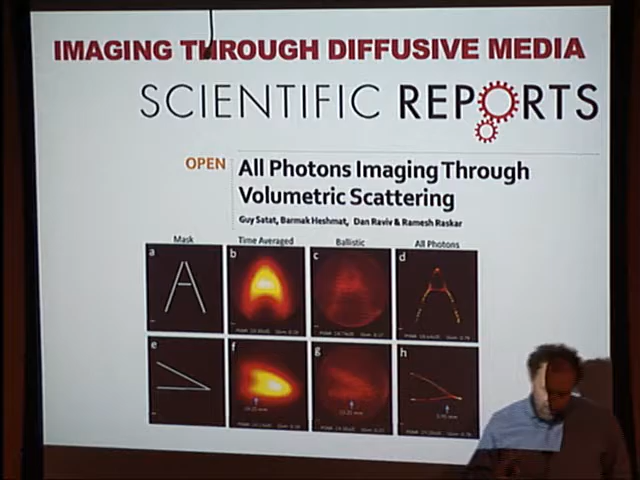 IMAGING THROUGH DIFFUSIVE MEDIA
SCIENTIFIC REPORTS
OPEN
All Photons Imaging Through
Volumetric Scattering
Guy Satat, Barmak Heshmat, Dan Raviv & Ramesh Raskar
Mask Time Averaged Ballistic All Photons
a b c d
e f g h